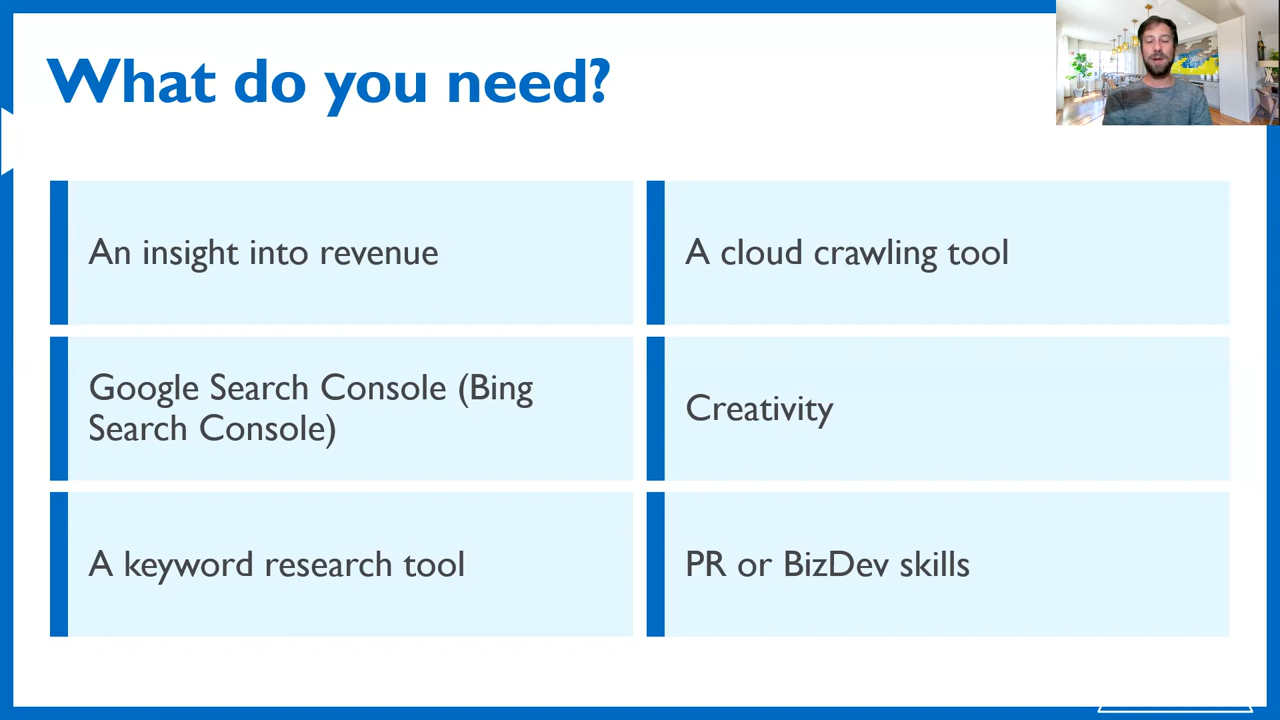 What do you need?
An insight into revenue
A cloud crawling tool
Google Search Console (Bing
Search Console)
Creativity
A keyword research tool
PR or BizDev skills